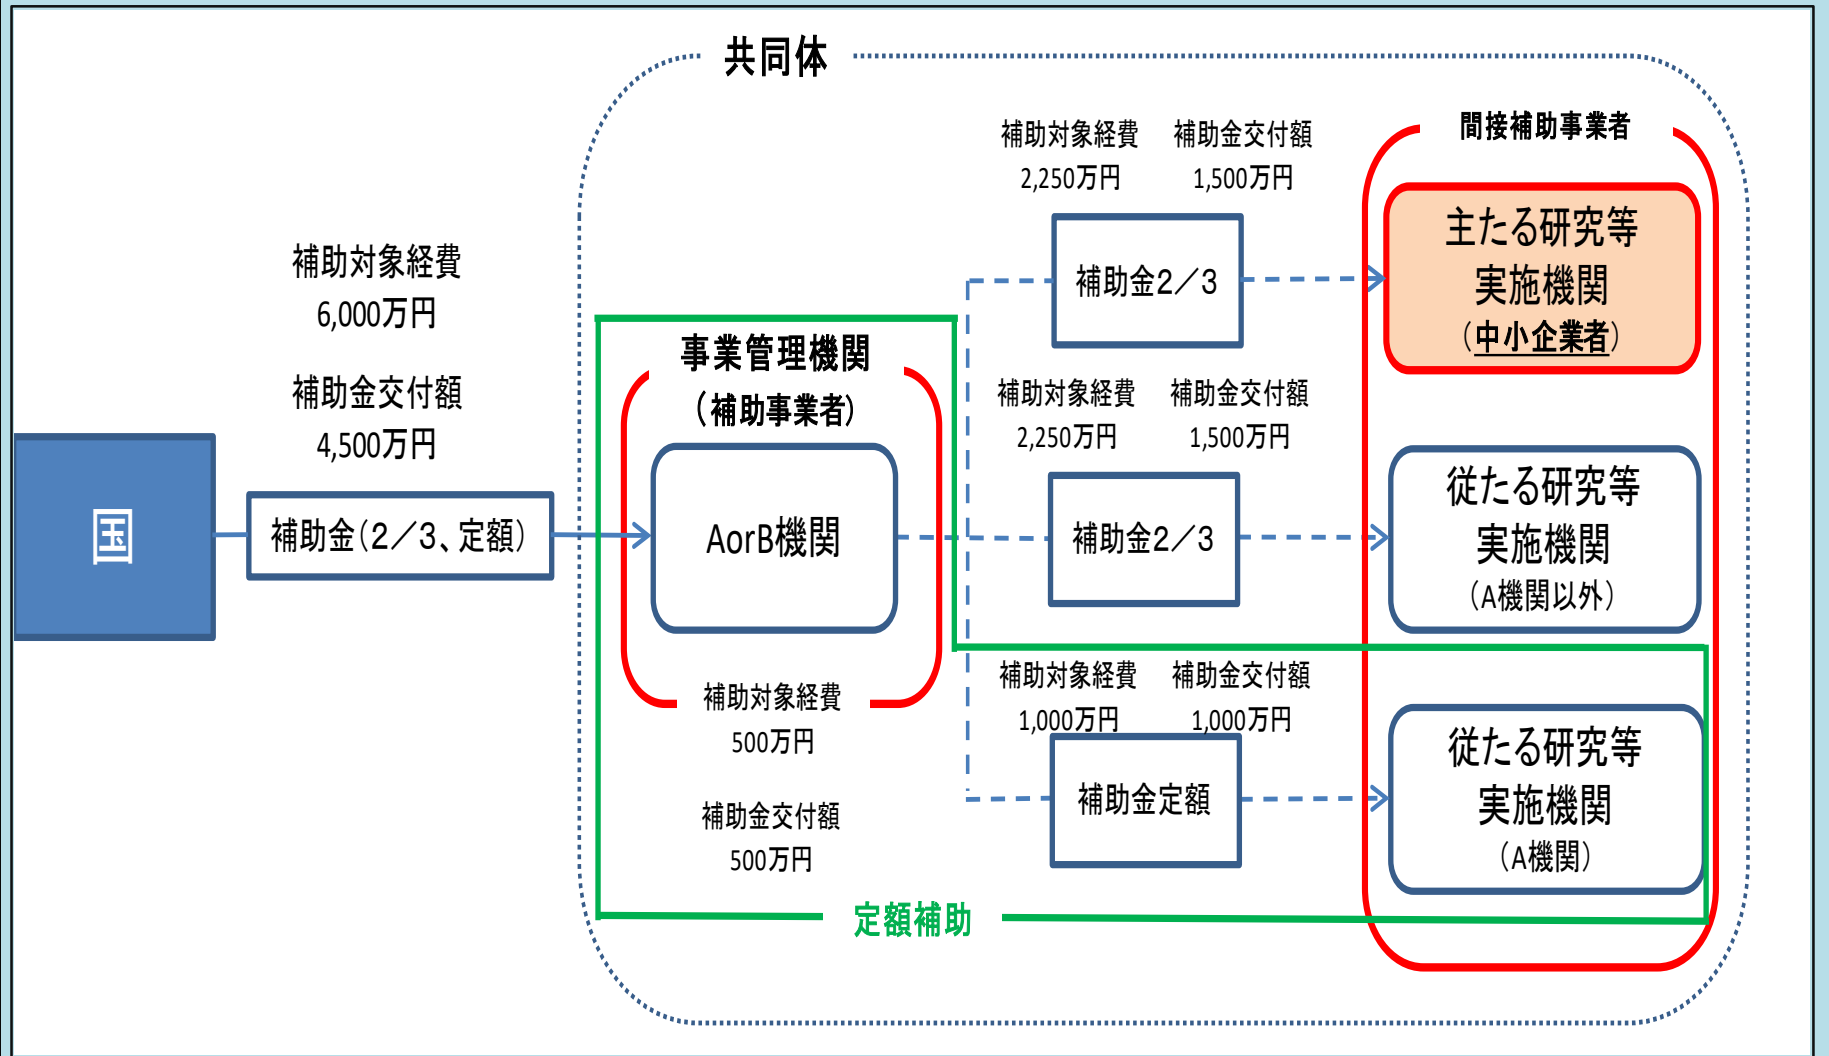 共同体
間接補助事業者
補助対象経費
2,250万円
補助金交付額
1,500万円
補助金2／3
主たる研究等
実施機関
(中小企業者)
補助対象経費
6,000万円
補助金交付額
4,500万円
国
補助金(2／3、定額)
事業管理機関
(補助事業者)
AorB機関
補助対象経費
500万円
補助金交付額
500万円
補助対象経費
2,250万円
補助金交付額
1,500万円
補助金2／3
従たる研究等
実施機関
(A機関以外)
補助対象経費
1,000万円
補助金交付額
1,000万円
補助金定額
従たる研究等
実施機関
(A機関)
定額補助